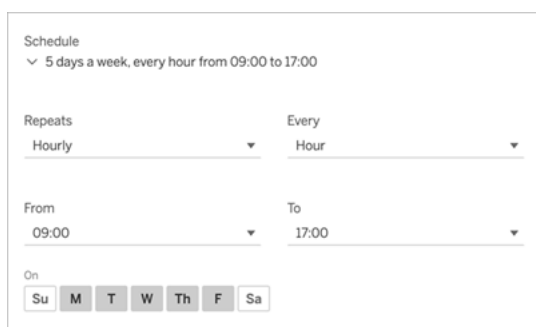 Schedule
5 days a week, every hour from 09:00 to 17:00
Repeats Every
Hourly Hour
From To
09:00 17:00
On
Su M T W Th F Sa